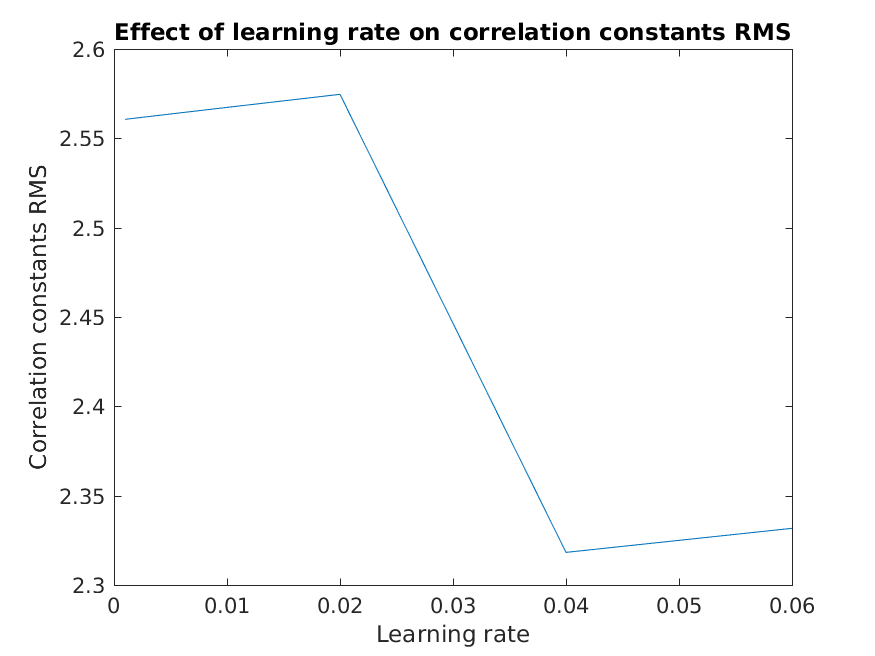 Effect of learning rate on correlation constants RMS
2.6
2.55
2.5
2.45
2.4
2.35
2.3
Correlation constants RMS
0 0.01 0.02 0.03 0.04 0.05 0.06
Learning rate